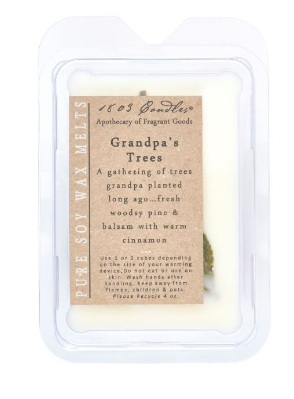 1803 Candles®
Apothecary of Fragrant Goods
Grandpa's
Trees
A gathering of trees
grandpa planted
long ago...fresh
woodsy pine &
balsam with warm
cinnamon
...
Use 1 or 2 cubes depending
on the size of your warming
device. Do not eat or use on
skin. Wash hands after
handling. Keep away from
flames, children & pets.
Please Recycle 4 oz.
PURE SOY WAX MELTS